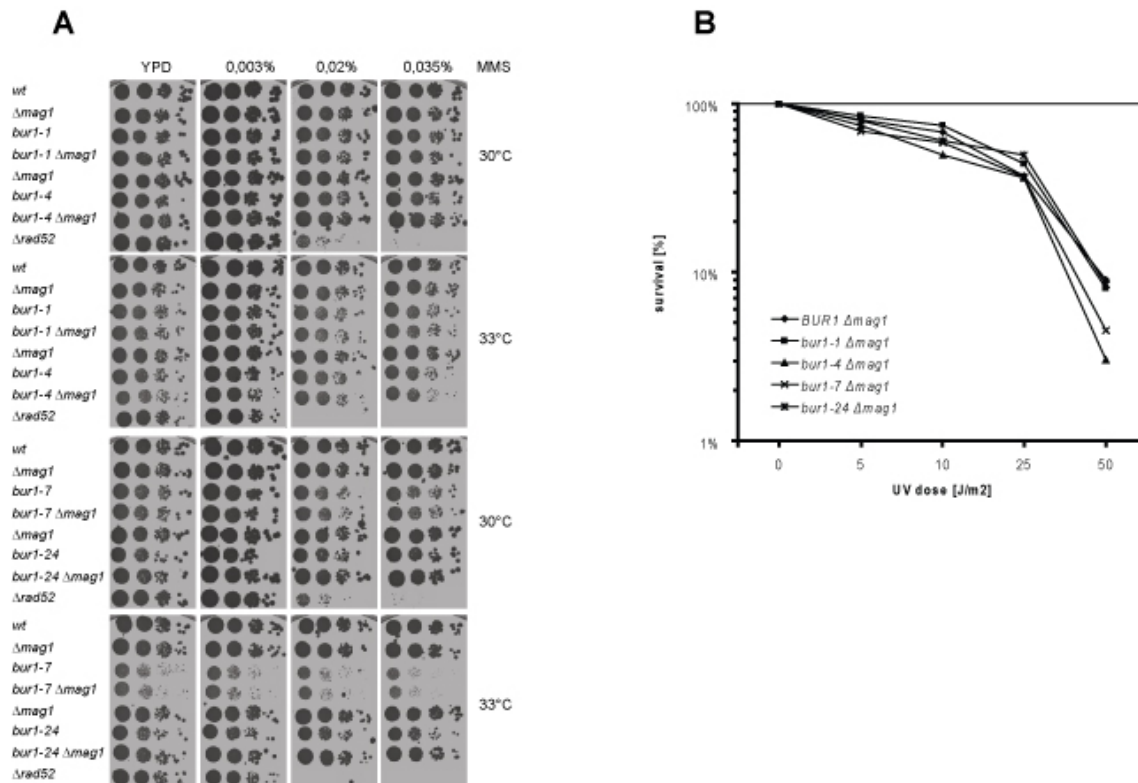 A
YPD 0,003% 0,02% 0,035% MMS
wt
Δmag1
bur1-1
bur1-1 Δmag1
Δmag1
bur1-4
bur1-4 Δmag1
Δrad52
30°C
wt
Δmag1
bur1-1
bur1-1 Δmag1
Δmag1
bur1-4
bur1-4 Δmag1
Δrad52
33°C
wt
Δmag1
bur1-7
bur1-7 Δmag1
Δmag1
bur1-24
bur1-24 Δmag1
Δrad52
30°C
wt
Δmag1
bur1-7
bur1-7 Δmag1
Δmag1
bur1-24
bur1-24 Δmag1
Δrad52
33°C
B
100%
10%
1%
survival [%]
BUR1 Δmag1
bur1-1 Δmag1
bur1-4 Δmag1
bur1-7 Δmag1
bur1-24 Δmag1
0 5 10 25 50
UV dose [J/m2]